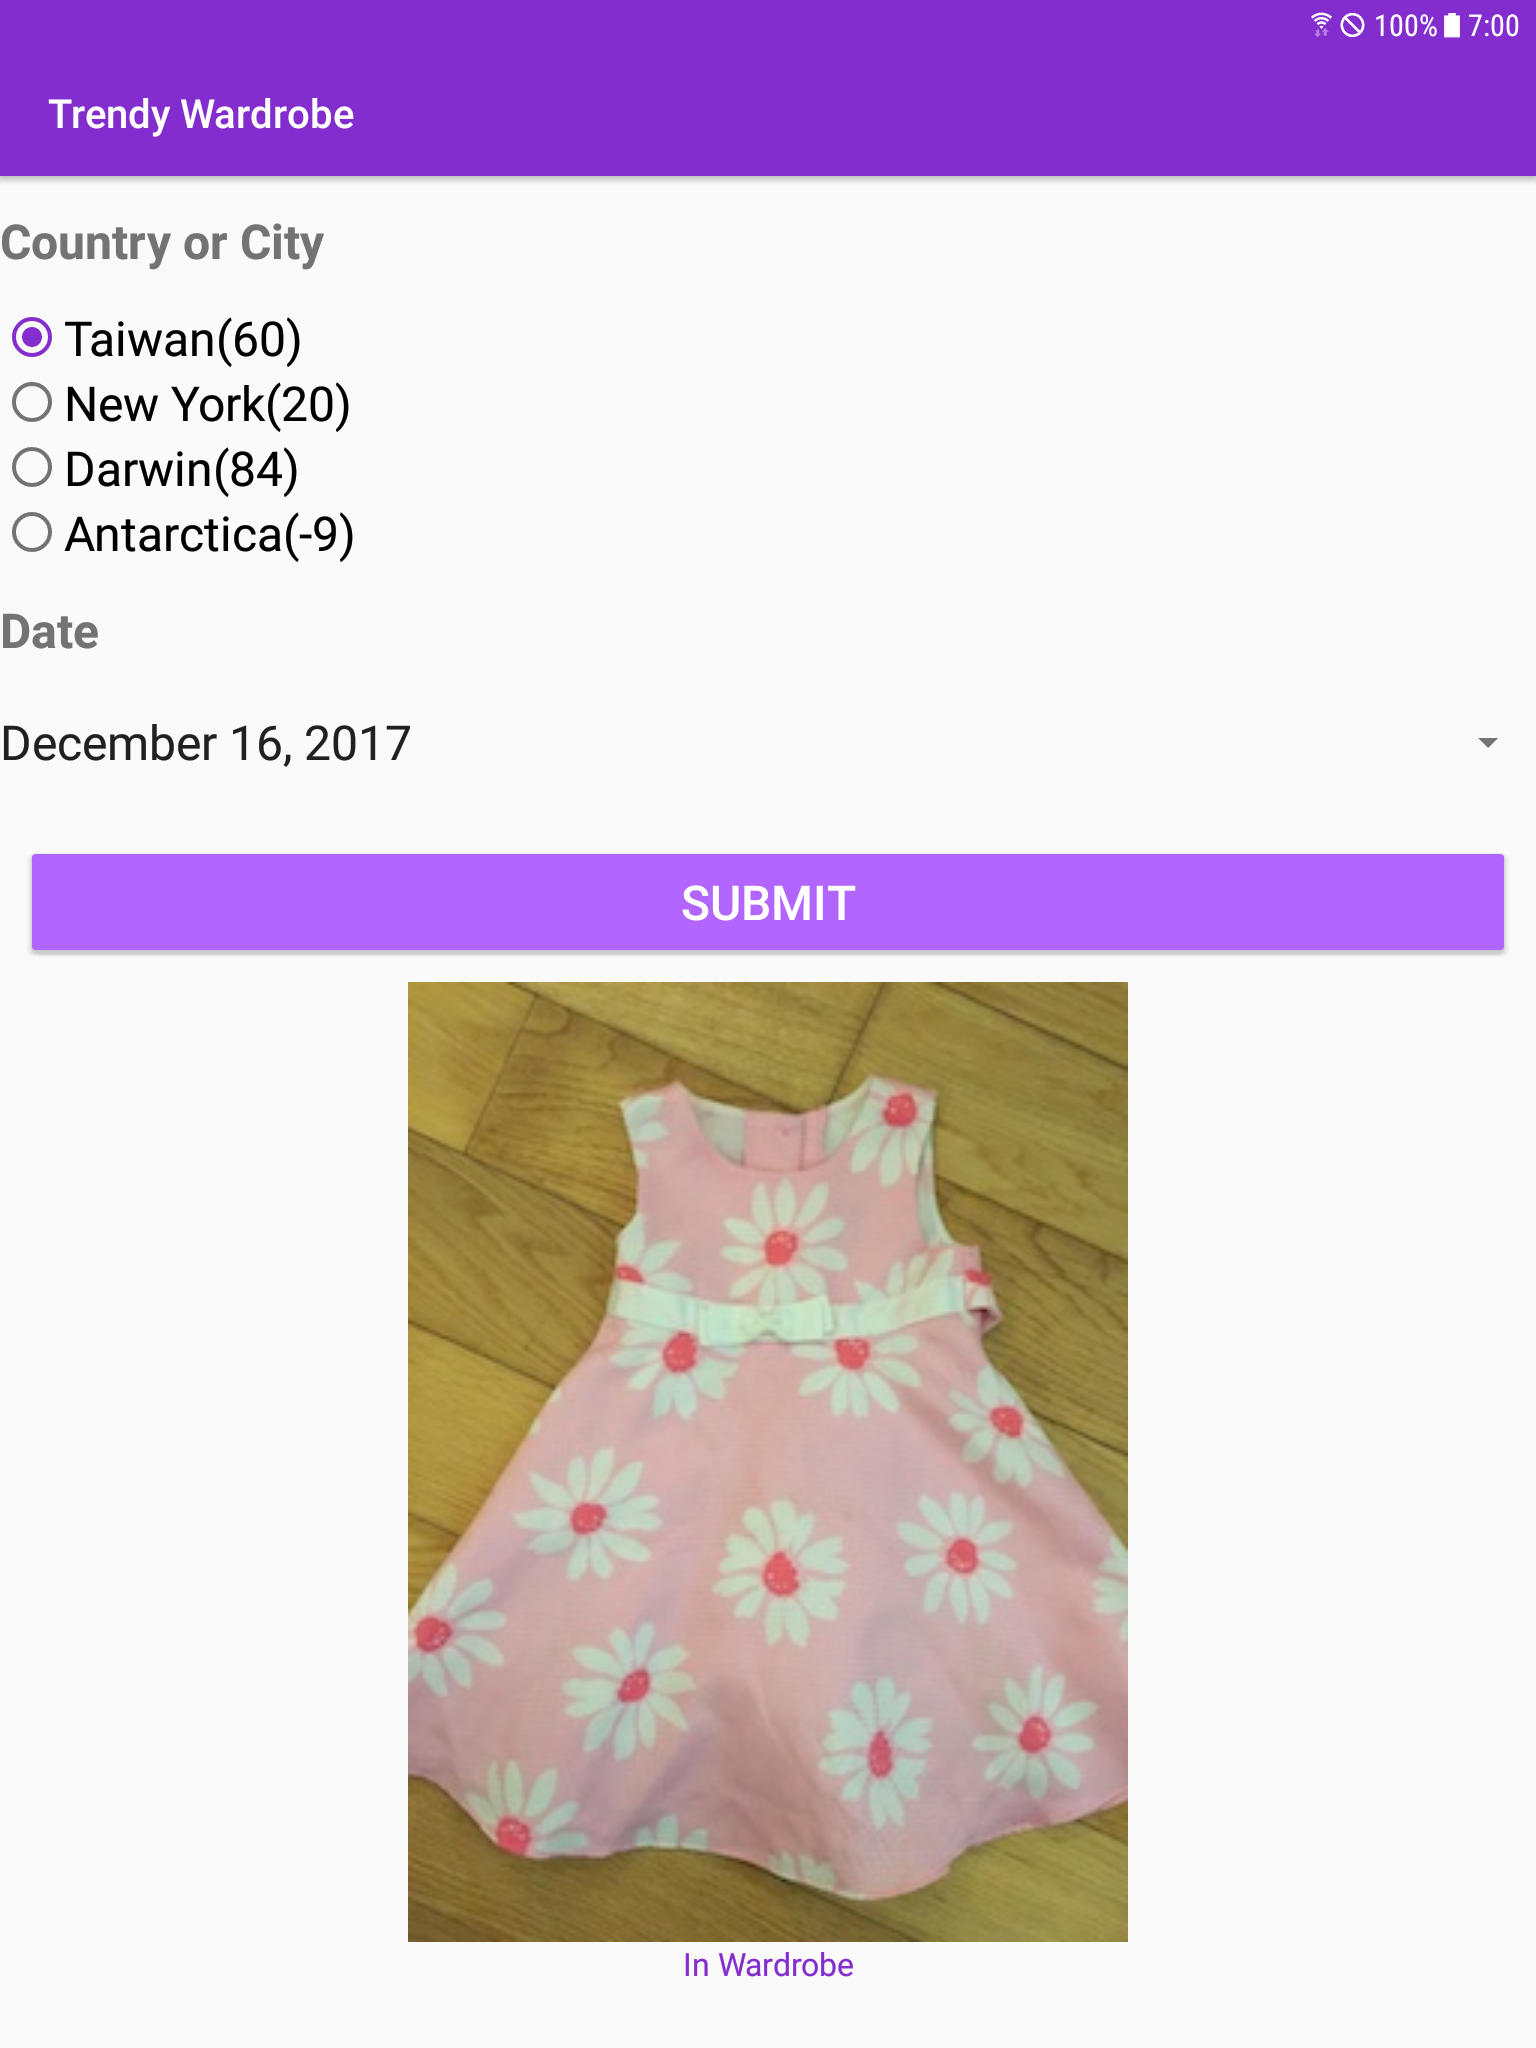 100% 7:00
Trendy Wardrobe
Country or City
Taiwan(60)
New York(20)
Darwin(84)
Antarctica(-9)
Date
December 16, 2017
SUBMIT
In Wardrobe